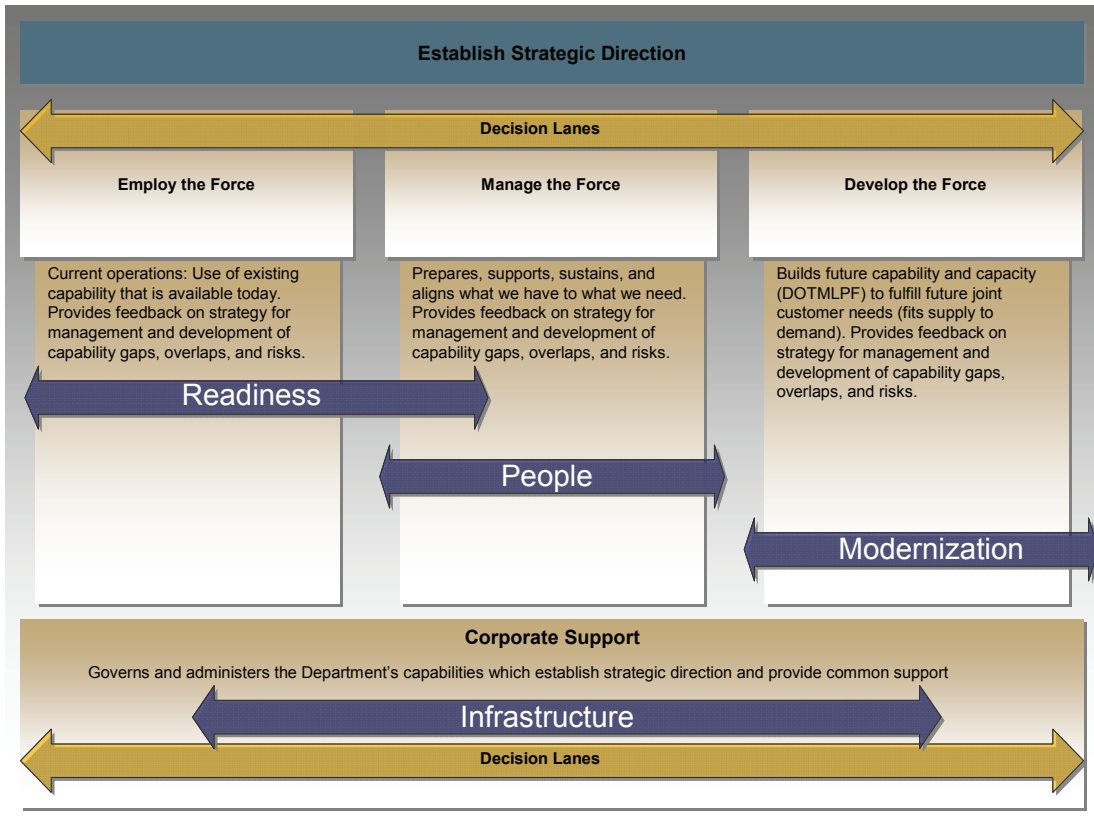 Establish Strategic Direction
Decision Lanes
Employ the Force
Manage the Force
Develop the Force
Current operations: Use of existing
capability that is available today.
Provides feedback on strategy for
management and development of
capability gaps, overlaps, and risks.
Prepares, supports, sustains, and
aligns what we have to what we need.
Provides feedback on strategy for
management and development of
capability gaps, overlaps, and risks.
Builds future capability and capacity
(DOTMLPF) to fulfill future joint
customer needs (fits supply to
demand). Provides feedback on
strategy for management and
development of capability gaps,
overlaps, and risks.
Readiness
People
Modernization
Corporate Support
Governs and administers the Department's capabilities which establish strategic direction and provide common support
Infrastructure
Decision Lanes